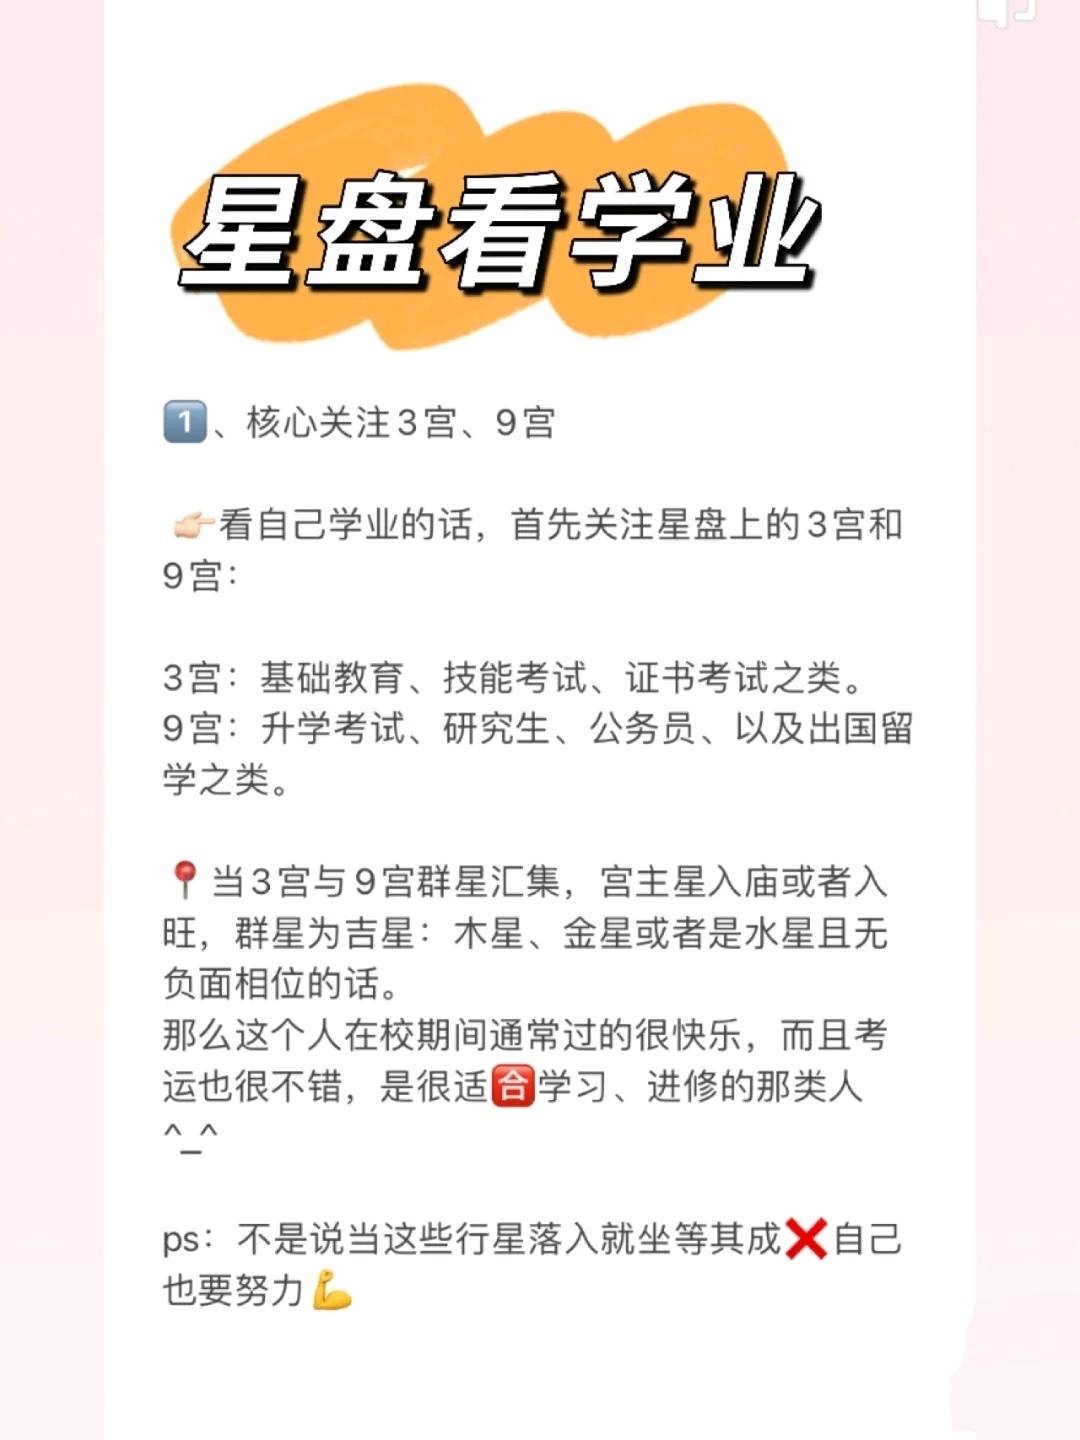 星盘看学业
1️⃣、核心关注3宫、9宫
👉🏻看自己学业的话，首先关注星盘上的3宫和
9宫：
3宫：基础教育、技能考试、证书考试之类。
9宫：升学考试、研究生、公务员、以及出国留
学之类。
📍当3宫与9宫群星汇集，宫主星入庙或者入
旺，群星为吉星：木星、金星或者是水星且无
负面相位的话。
那么这个人在校期间通常过的很快乐，而且考
运也很不错，是很适🈴学习、进修的那类人
^_^
ps：不是说当这些行星落入就坐等其成❌自己
也要努力💪